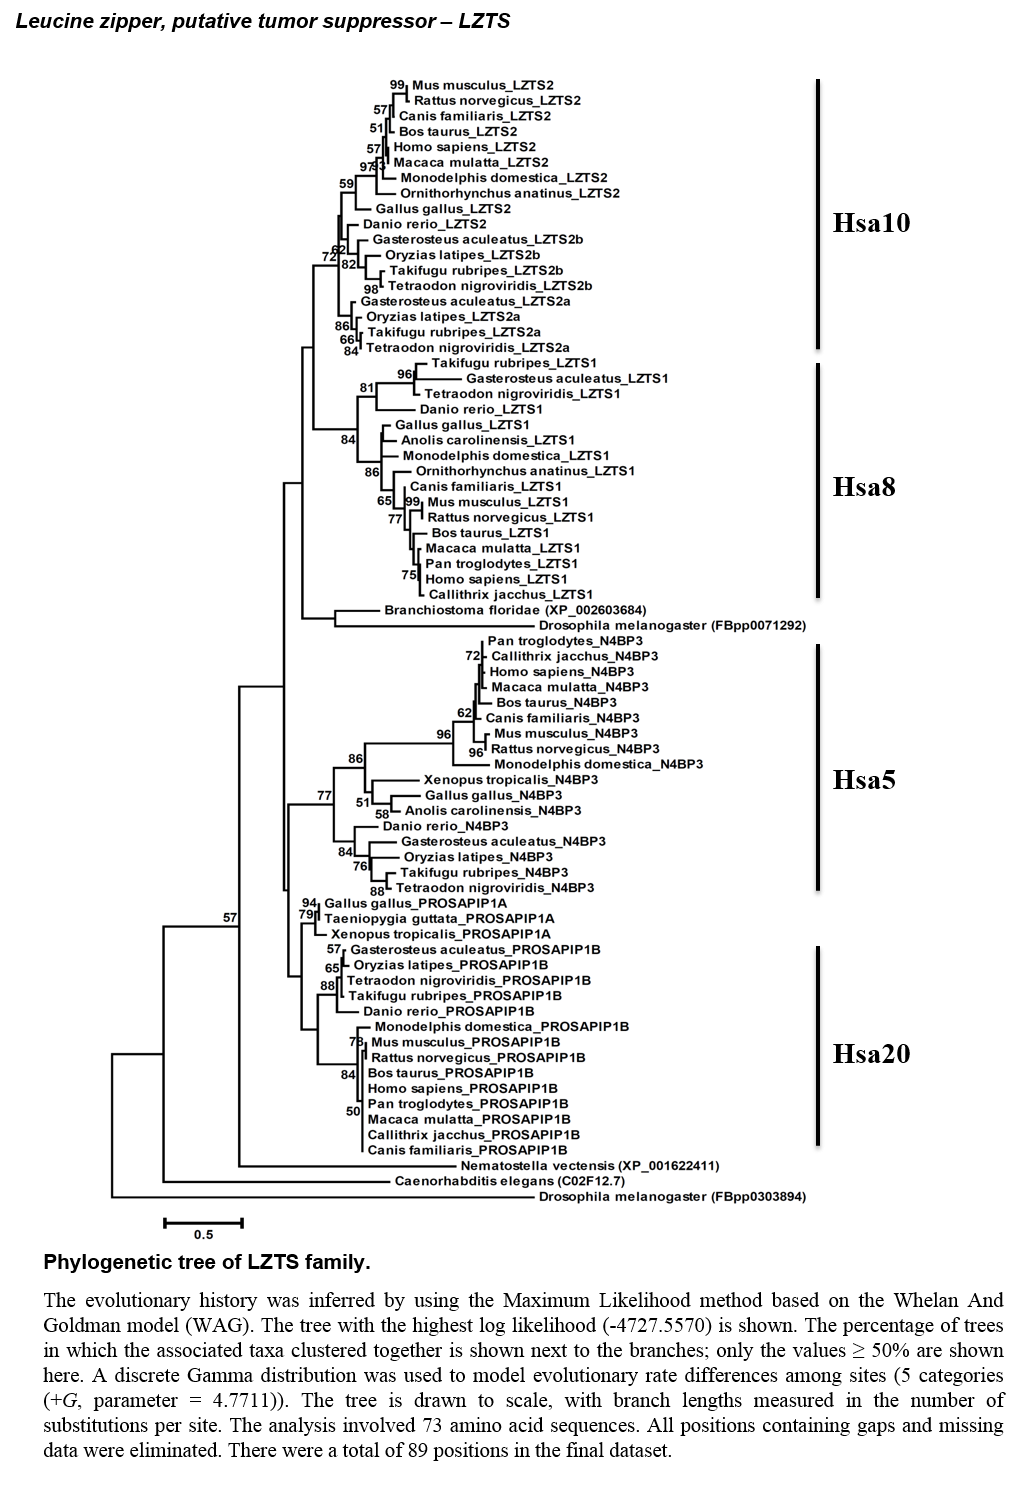 Leucine zipper, putative tumor suppressor – LZTS
99
Mus musculus_LZTS2
Rattus norvegicus_LZTS2
57
Canis familiaris_LZTS2
51
Bos taurus_LZTS2
57
Homo sapiens_LZTS2
97
Macaca mulatta_LZTS2
59
Monodelphis domestica_LZTS2
Ornithorhynchus anatinus_LZTS2
Gallus gallus_LZTS2
Danio rerio_LZTS2
62
Gasterosteus aculeatus_LZTS2b
72
Oryzias latipes_LZTS2b
82
Takifugu rubripes_LZTS2b
98
Tetraodon nigroviridis_LZTS2b
Gasterosteus aculeatus_LZTS2a
Oryzias latipes_LZTS2a
86
Takifugu rubripes_LZTS2a
66
Tetraodon nigroviridis_LZTS2a
84
Hsa10
Takifugu rubripes_LZTS1
96
Gasterosteus aculeatus_LZTS1
81
Tetraodon nigroviridis_LZTS1
Danio rerio_LZTS1
84
Gallus gallus_LZTS1
Anolis carolinensis_LZTS1
Monodelphis domestica_LZTS1
86
Ornithorhynchus anatinus_LZTS1
Canis familiaris_LZTS1
65
99
Mus musculus_LZTS1
77
Rattus norvegicus_LZTS1
Bos taurus_LZTS1
Macaca mulatta_LZTS1
Pan troglodytes_LZTS1
75
Homo sapiens_LZTS1
Callithrix jacchus_LZTS1
Hsa8
Branchiostoma floridae (XP_002603684)
Drosophila melanogaster (FBpp0071292)
Pan troglodytes_N4BP3
72
Callithrix jacchus_N4BP3
Homo sapiens_N4BP3
Macaca mulatta_N4BP3
Bos taurus_N4BP3
62
Canis familiaris_N4BP3
96
Mus musculus_N4BP3
96
Rattus norvegicus_N4BP3
86
Monodelphis domestica_N4BP3
Xenopus tropicalis_N4BP3
77
Gallus gallus_N4BP3
51
58
Anolis carolinensis_N4BP3
Danio rerio_N4BP3
Gasterosteus aculeatus_N4BP3
84
Oryzias latipes_N4BP3
76
Takifugu rubripes_N4BP3
88
Tetraodon nigroviridis_N4BP3
Hsa5
94
Gallus gallus_PROSAPIP1A
79
Taeniopygia guttata_PROSAPIP1A
57
Xenopus tropicalis_PROSAPIP1A
57
Gasterosteus aculeatus_PROSAPIP1B
65
Oryzias latipes_PROSAPIP1B
88
Tetraodon nigroviridis_PROSAPIP1B
Takifugu rubripes_PROSAPIP1B
Danio rerio_PROSAPIP1B
Monodelphis domestica_PROSAPIP1B
Mus musculus_PROSAPIP1B
Rattus norvegicus_PROSAPIP1B
84
Bos taurus_PROSAPIP1B
Homo sapiens_PROSAPIP1B
Pan troglodytes_PROSAPIP1B
50
Macaca mulatta_PROSAPIP1B
Callithrix jacchus_PROSAPIP1B
Canis familiaris_PROSAPIP1B
Hsa20
Nematostella vectensis (XP_001622411)
Caenorhabditis elegans (C02F12.7)
Drosophila melanogaster (FBpp0303894)
0.5
Phylogenetic tree of LZTS family.
The evolutionary history was inferred by using the Maximum Likelihood method based on the Whelan And
Goldman model (WAG). The tree with the highest log likelihood (-4727.5570) is shown. The percentage of trees
in which the associated taxa clustered together is shown next to the branches; only the values ≥ 50% are shown
here. A discrete Gamma distribution was used to model evolutionary rate differences among sites (5 categories
(+G, parameter = 4.7711)). The tree is drawn to scale, with branch lengths measured in the number of
substitutions per site. The analysis involved 73 amino acid sequences. All positions containing gaps and missing
data were eliminated. There were a total of 89 positions in the final dataset.